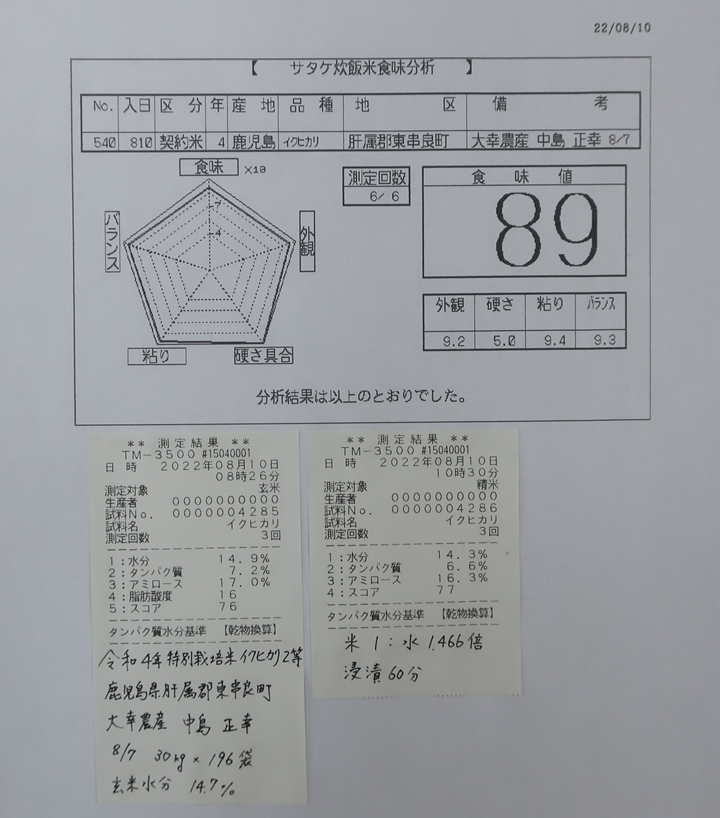 22/08/10
【 サタケ炊飯米食味分析 】
No. 入日 区分 年 産地 品種 地区 備考
540 810 契約米 4 鹿児島 イクヒカリ 肝属郡東串良町 大幸農産 中島 正幸 8/7
食味 ×10
7
4
バランス
外観
粘り
硬さ具合
測定回数
6/ 6
食味値
89
外観 硬さ 粘り バランス
9.2 5.0 9.4 9.3
分析結果は以上のとおりでした。
** 測定結果 **
TM-3500 #15040001
日 時 2022年08月10日
08時26分
測定対象 玄米
生産者 0000000000
試料No. 0000004285
試料名 イクヒカリ
測定回数 3回
1:水分 14.9%
2:タンパク質 7.2%
3:アミロース 17.0%
4:脂肪酸度 16
5:スコア 76
タンパク質水分基準 【乾物換算】
令和4年特別栽培米イクヒカリ2等
鹿児島県肝属郡東串良町
大幸農産 中島 正幸
8/7 30kg × 196袋
玄米水分 14.7%
** 測定結果 **
TM-3500 #15040001
日 時 2022年08月10日
10時30分
測定対象 精米
生産者 0000000000
試料No. 0000004286
試料名 イクヒカリ
測定回数 3回
1:水分 14.3%
2:タンパク質 6.6%
3:アミロース 16.3%
4:スコア 77
タンパク質水分基準 【乾物換算】
米 1:水 1.466倍
浸漬 60分